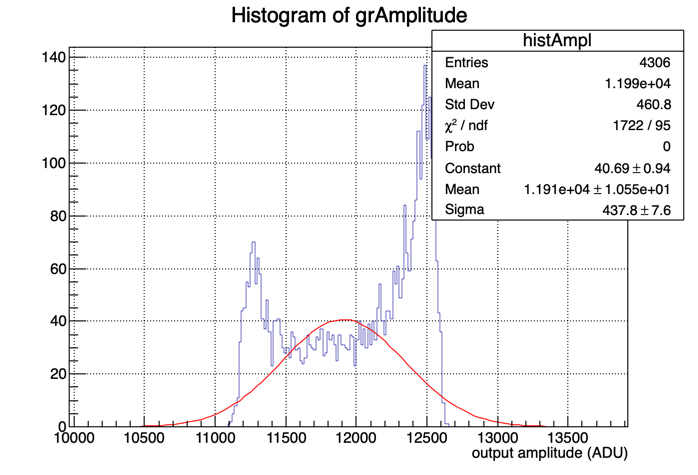 Histogram of grAmplitude
histAmpl
Entries 4306
Mean 1.199e+04
Std Dev 460.8
χ² / ndf 1722 / 95
Prob 0
Constant 40.69 ± 0.94
Mean 1.191e+04 ± 1.055e+01
Sigma 437.8 ± 7.6
140
120
100
80
60
40
20
0
10000 10500 11000 11500 12000 12500 13000 13500
output amplitude (ADU)